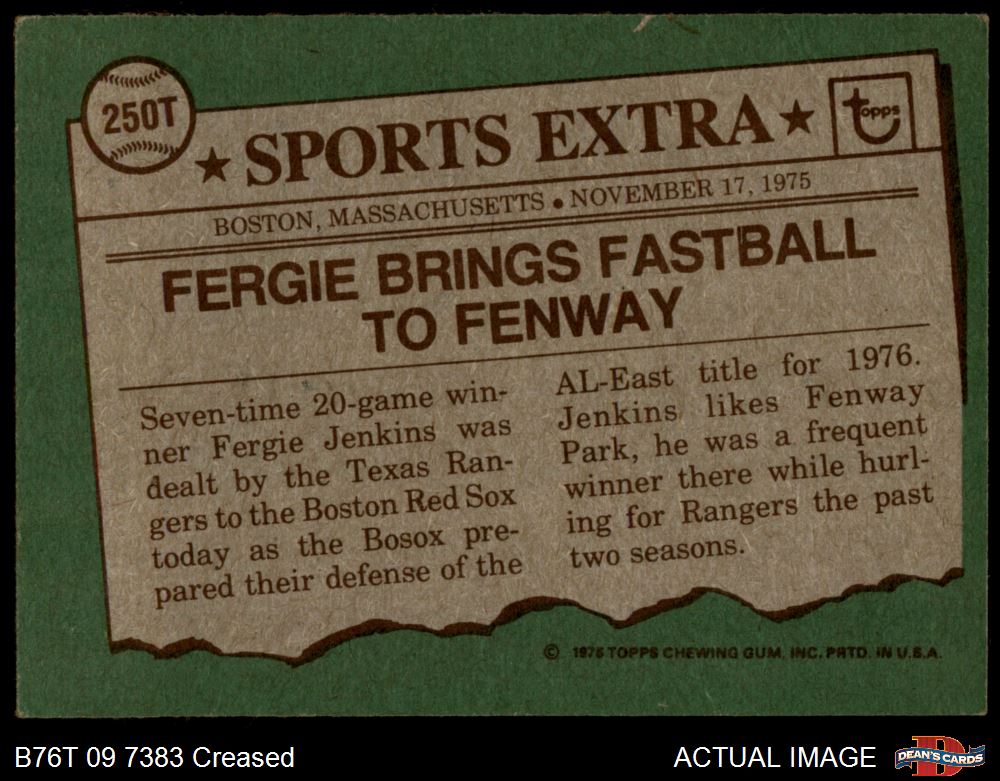 250T
★ SPORTS EXTRA ★
topps
BOSTON, MASSACHUSETTS ● NOVEMBER 17, 1975
FERGIE BRINGS FASTBALL
TO FENWAY
Seven-time 20-game win-
ner Fergie Jenkins was
dealt by the Texas Ran-
gers to the Boston Red Sox
today as the Bosox pre-
pared their defense of the
AL-East title for 1976.
Jenkins likes Fenway
Park, he was a frequent
winner there while hurl-
ing for Rangers the past
two seasons.
© 1976 TOPPS CHEWING GUM, INC. PRTD. IN U.S.A.
B76T 09 7383 Creased
ACTUAL IMAGE
D
DEAN'S CARDS